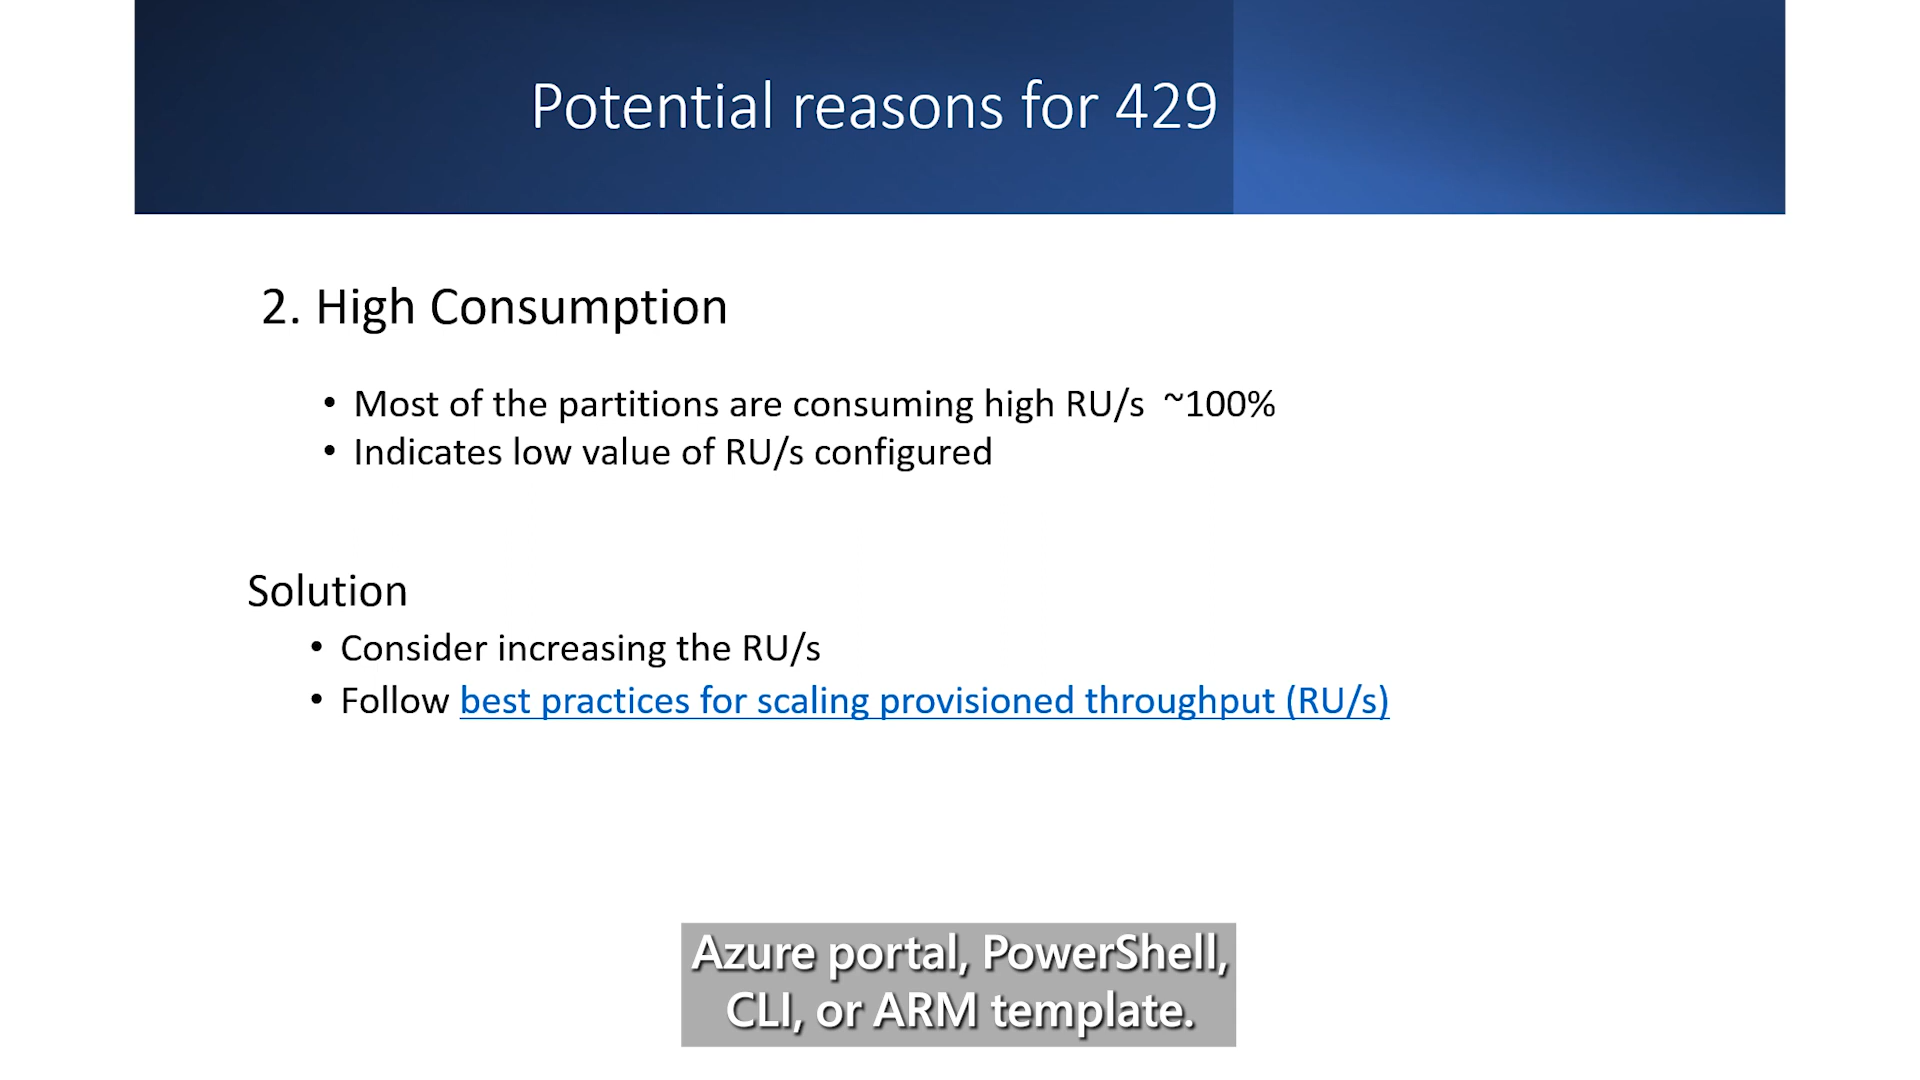 Potential reasons for 429
2. High Consumption
• Most of the partitions are consuming high RU/s ~100%
• Indicates low value of RU/s configured
Solution
• Consider increasing the RU/s
• Follow best practices for scaling provisioned throughput (RU/s)
Azure portal, PowerShell,
CLI, or ARM template.